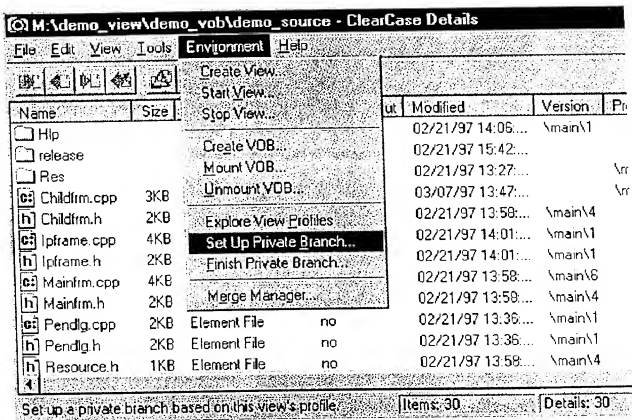 M:\demo_view\demo_vob\demo_source - ClearCase Details
File Edit View Tools Environment Help
Create View...
Start View...
Stop View...
Create VOB...
Mount VOB...
Unmount VOB...
Explore View Profiles
Set Up Private Branch...
Finish Private Branch...
Merge Manager...
Name Size ut Modified Version Pr
Hlp 02/21/97 14:06... \main\1
release 02/21/97 15:42...
Res 02/21/97 13:27...
Childfrm.cpp 3KB 03/07/97 13:47...
Childfrm.h 2KB 02/21/97 13:58... \main\4
Ipframe.cpp 4KB 02/21/97 14:01... \main\1
Ipframe.h 2KB 02/21/97 14:01... \main\1
Mainfrm.cpp 4KB 02/21/97 13:58... \main\6
Mainfrm.h 2KB 02/21/97 13:58... \main\4
Pendlg.cpp 2KB Element File no 02/21/97 13:36... \main\1
Pendlg.h 2KB Element File no 02/21/97 13:36... \main\1
Resource.h 1KB Element File no 02/21/97 13:58... \main\4
Set up a private branch based on this view's profile. Items: 30 Details: 30